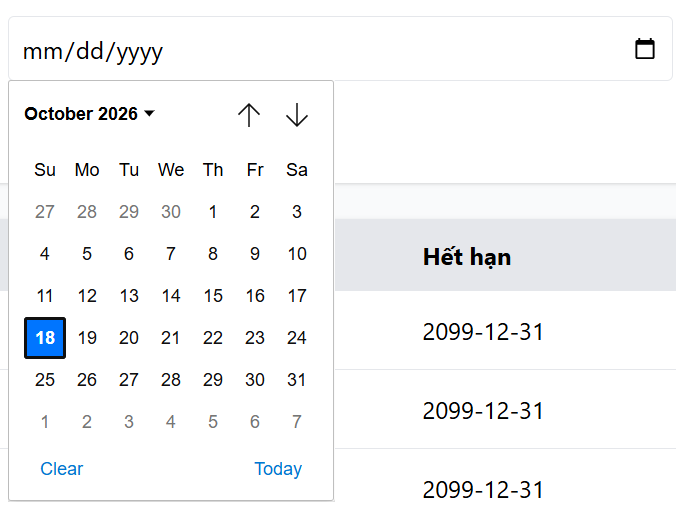 mm/dd/yyyy
October 2026
Su Mo Tu We Th Fr Sa
27 28 29 30 1 2 3
4 5 6 7 8 9 10
11 12 13 14 15 16 17
18 19 20 21 22 23 24
25 26 27 28 29 30 31
1 2 3 4 5 6 7
Clear Today
Hết hạn
2099-12-31
2099-12-31
2099-12-31